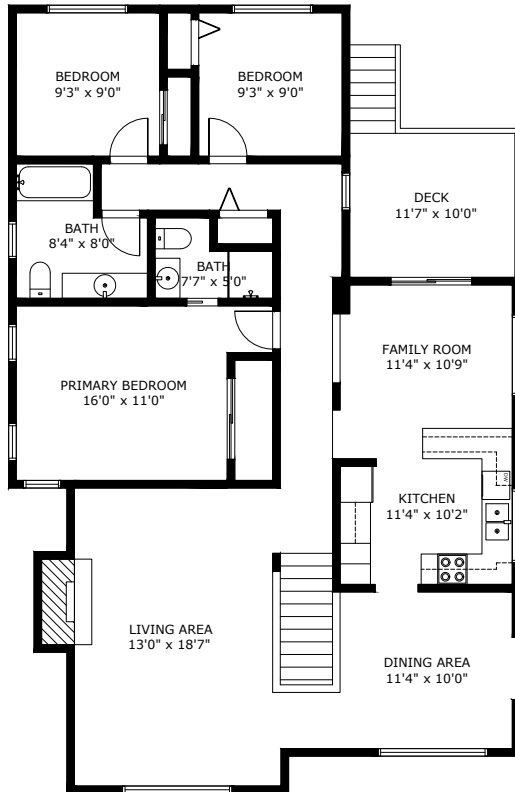 BEDROOM
9'3" x 9'0"
BEDROOM
9'3" x 9'0"
DECK
11'7" x 10'0"
BATH
8'4" x 8'0"
BATH
7'7" x 5'0"
FAMILY ROOM
11'4" x 10'9"
PRIMARY BEDROOM
16'0" x 11'0"
DW
KITCHEN
11'4" x 10'2"
LIVING AREA
13'0" x 18'7"
DINING AREA
11'4" x 10'0"